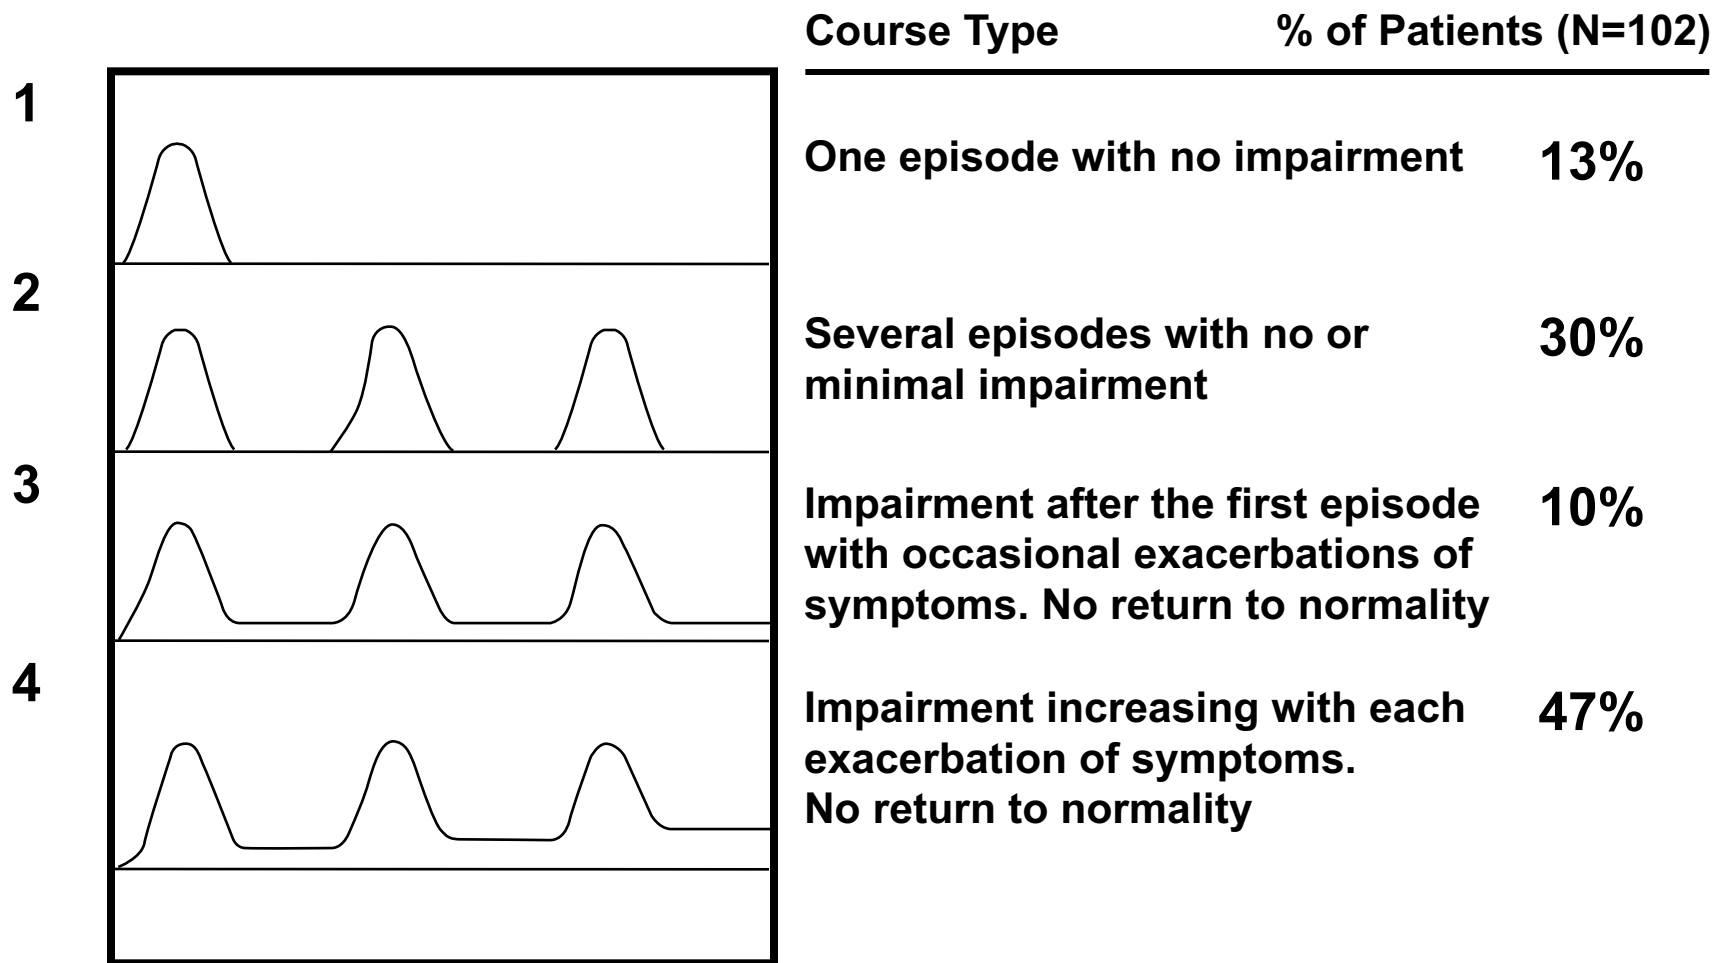 Course Type % of Patients (N=102)
1
One episode with no impairment 13%
2
Several episodes with no or 30%
minimal impairment
3
Impairment after the first episode 10%
with occasional exacerbations of
symptoms. No return to normality
4
Impairment increasing with each 47%
exacerbation of symptoms.
No return to normality